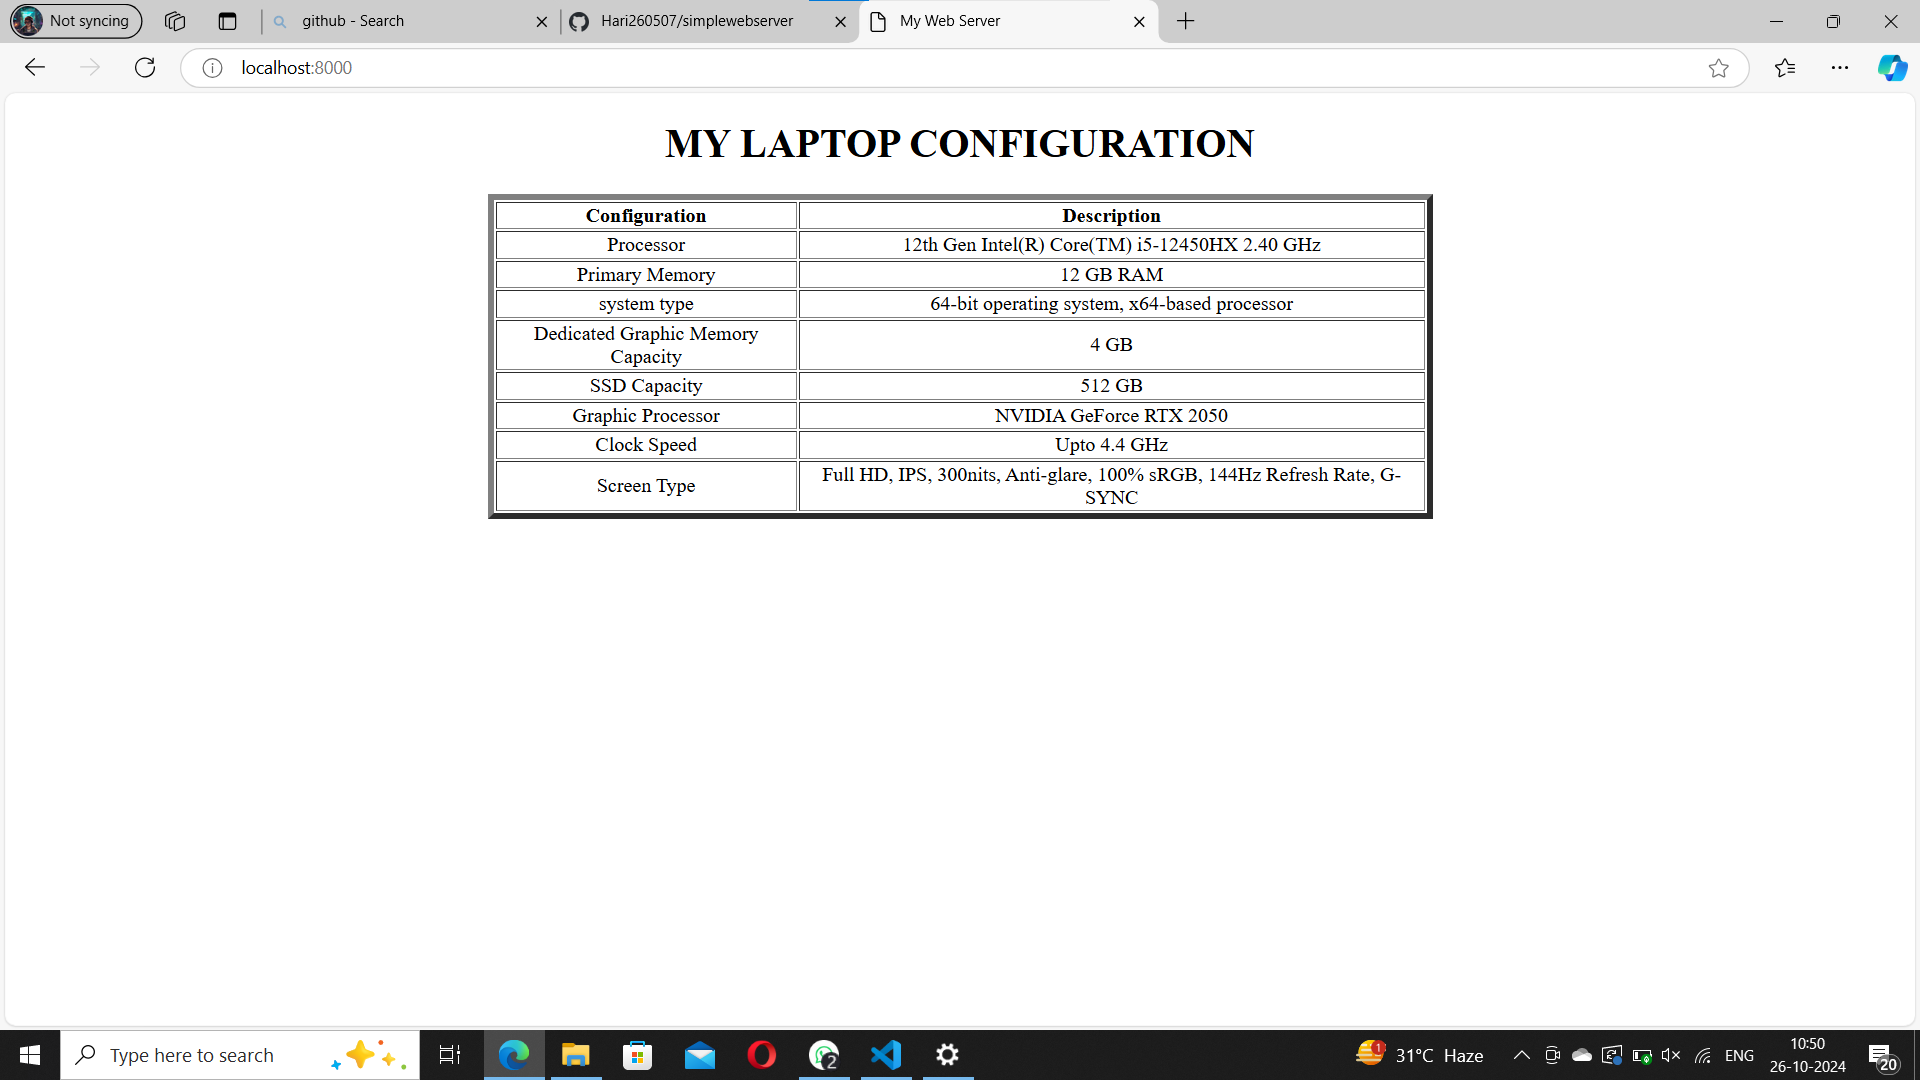 Not syncing
github - Search
Hari260507/simplewebserver
My Web Server
localhost:8000
MY LAPTOP CONFIGURATION
Configuration Description
Processor 12th Gen Intel(R) Core(TM) i5-12450HX 2.40 GHz
Primary Memory 12 GB RAM
system type 64-bit operating system, x64-based processor
Dedicated Graphic Memory
Capacity 4 GB
SSD Capacity 512 GB
Graphic Processor NVIDIA GeForce RTX 2050
Clock Speed Upto 4.4 GHz
Screen Type Full HD, IPS, 300nits, Anti-glare, 100% sRGB, 144Hz Refresh Rate, G-
SYNC
Type here to search
2
1
31°C Haze
ENG
10:50
26-10-2024
20